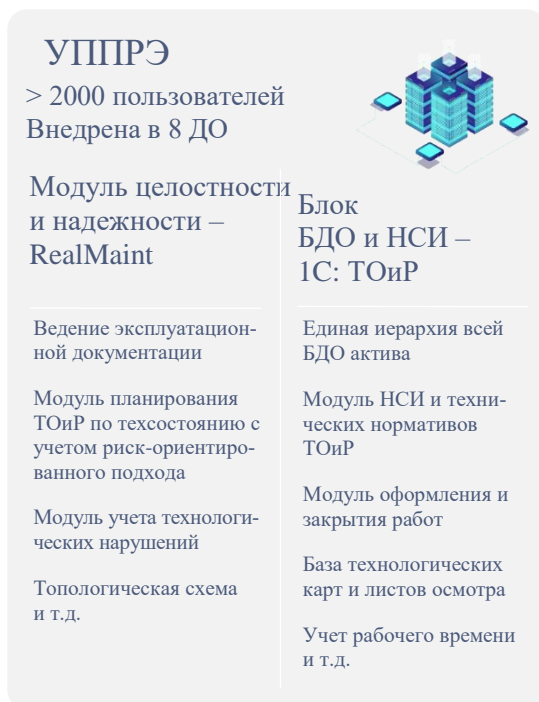 УППРЭ
> 2000 пользователей
Внедрена в 8 ДО
Модуль целостности
и надежности –
RealMaint
Ведение эксплуатацион-
ной документации
Модуль планирования
ТОиР по техсостоянию с
учетом риск-ориентиро-
ванного подхода
Модуль учета технологи-
ческих нарушений
Топологическая схема
и т.д.
Блок
БДО и НСИ –
1С: ТОиР
Единая иерархия всей
БДО актива
Модуль НСИ и техни-
ческих нормативов
ТОиР
Модуль оформления и
закрытия работ
База технологических
карт и листов осмотра
Учет рабочего времени
и т.д.